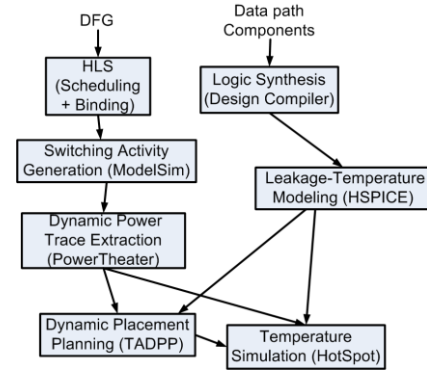 DFG
Data path
Components
HLS
(Scheduling
+ Binding)
Logic Synthesis
(Design Compiler)
Switching Activity
Generation (ModelSim)
Leakage-Temperature
Modeling (HSPICE)
Dynamic Power
Trace Extraction
(PowerTheater)
Dynamic Placement
Planning (TADPP)
Temperature
Simulation (HotSpot)